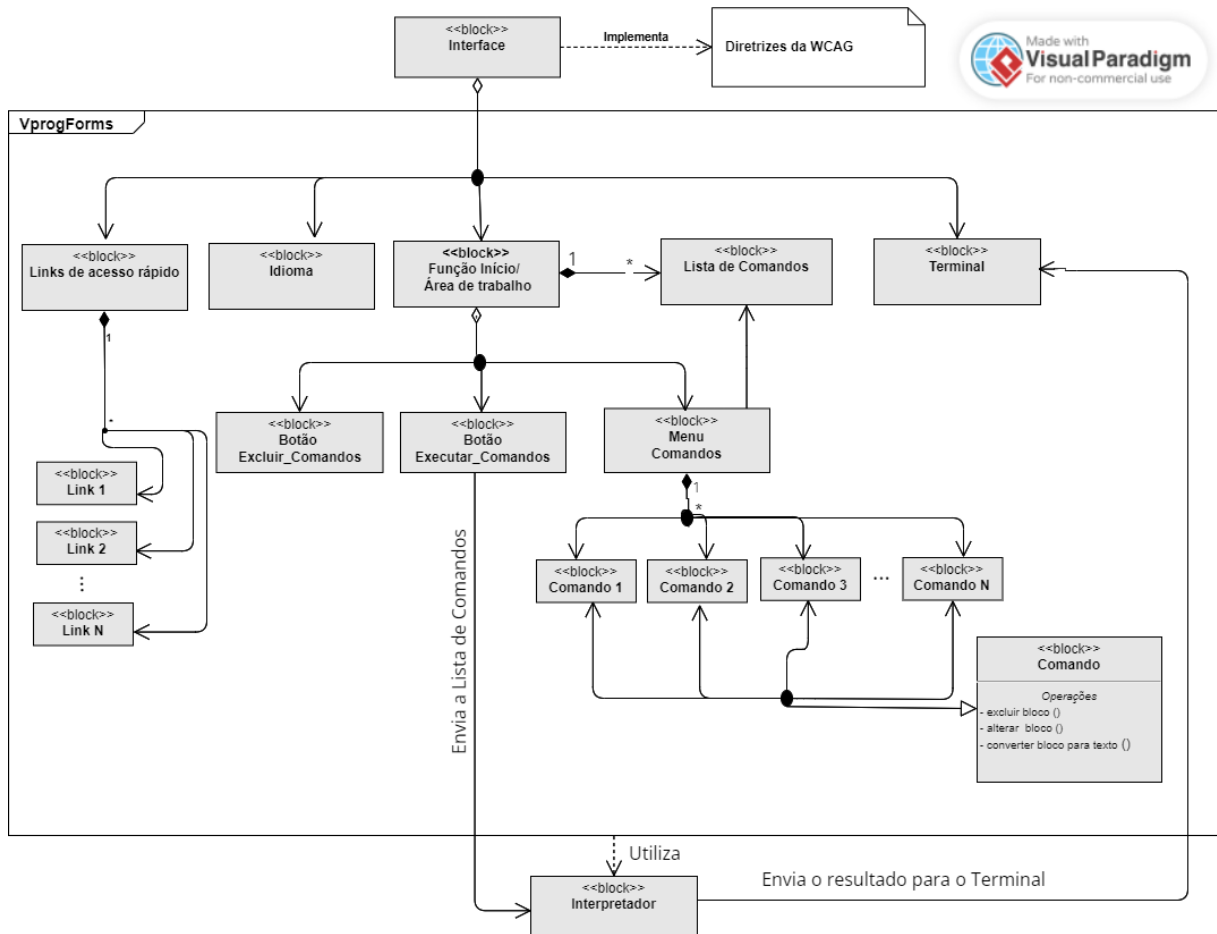 <<block>>
Interface
Implementa
Diretrizes da WCAG
Made with
VisualParadigm
For non-commercial use
VprogForms
<<block>>
Links de acesso rápido
<<block>>
Idioma
<<block>>
Função Início/
Área de trabalho
1
*
<<block>>
Lista de Comandos
<<block>>
Terminal
1
*
<<block>>
Link 1
<<block>>
Link 2
⋮
<<block>>
Link N
<<block>>
Botão
Excluir_Comandos
<<block>>
Botão
Executar_Comandos
<<block>>
Menu
Comandos
1
*
<<block>>
Comando 1
<<block>>
Comando 2
<<block>>
Comando 3
...
<<block>>
Comando N
<<block>>
Comando
Operações
- excluir bloco ()
- alterar bloco ()
- converter bloco para texto ()
Envia a Lista de Comandos
Utiliza
<<block>>
Interpretador
Envia o resultado para o Terminal